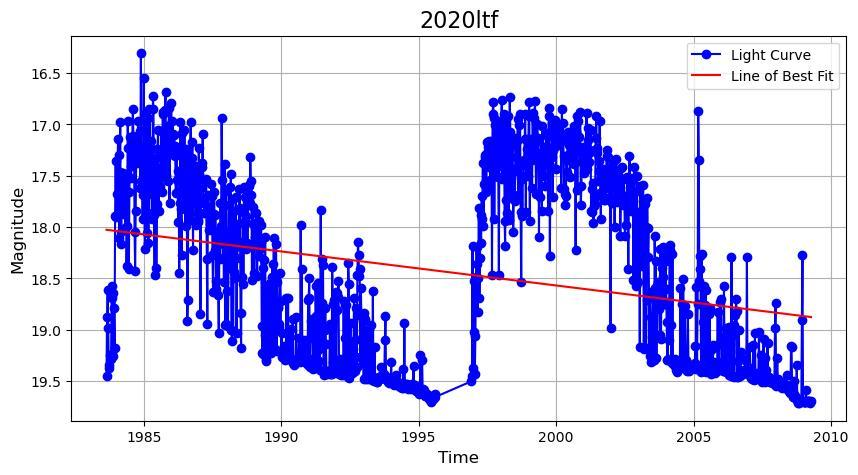 2020ltf
Light Curve
Line of Best Fit
Magnitude
16.5
17.0
17.5
18.0
18.5
19.0
19.5
1985
1990
1995
2000
2005
2010
Time